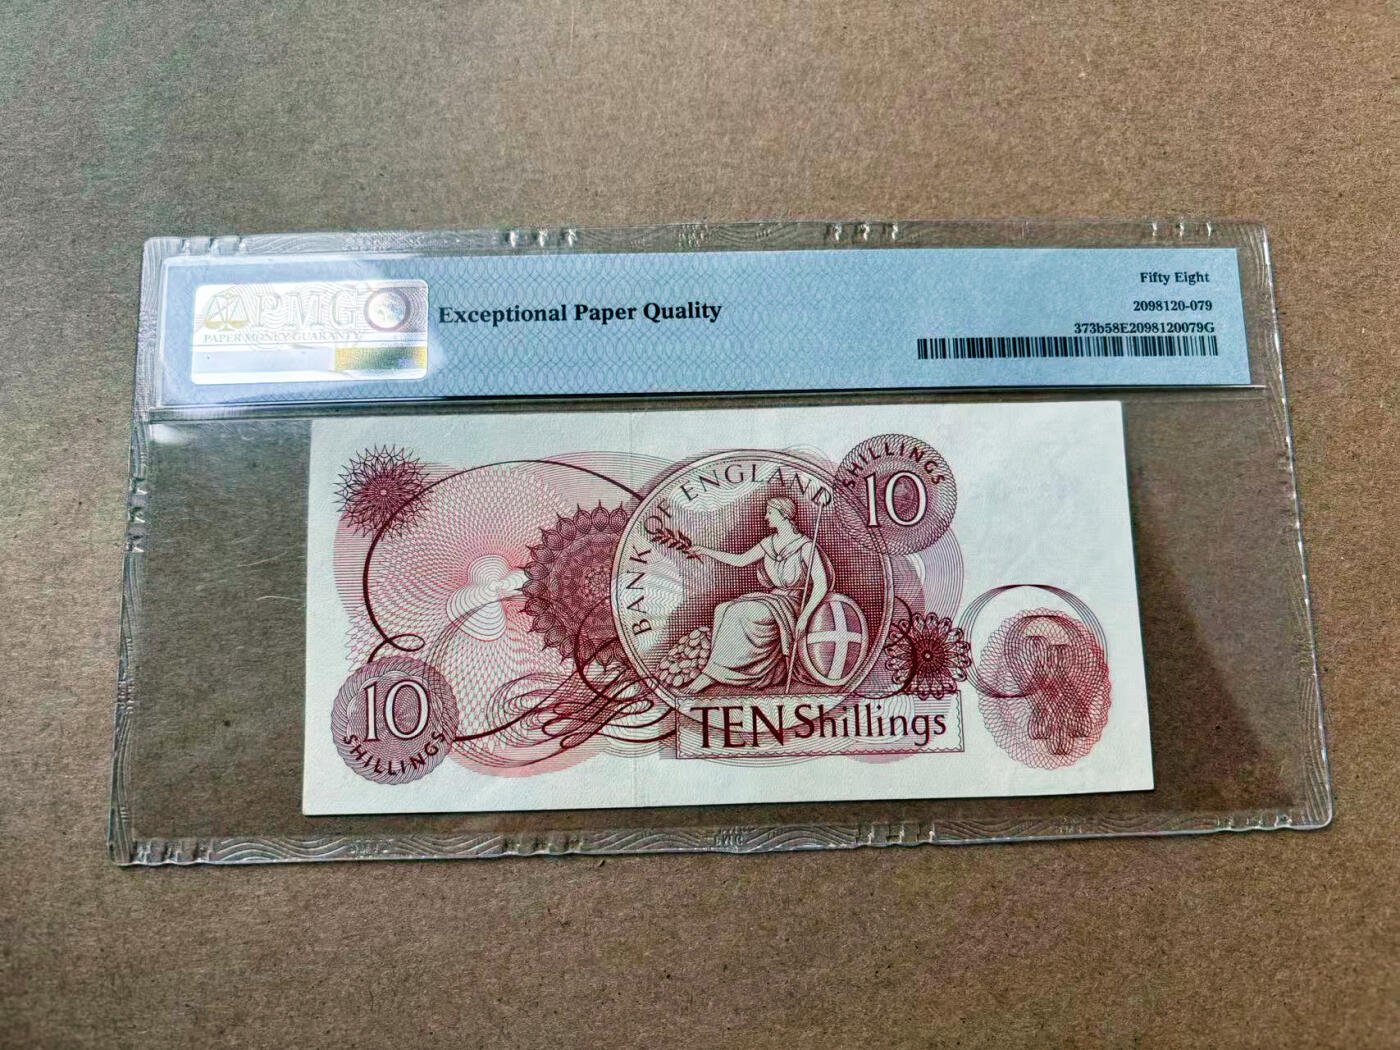 PMG
PAPER MONEY GUARANTY
Exceptional Paper Quality
Fifty Eight
2098120-079
373b58E2098120079G
BANK OF ENGLAND
SHILLINGS
10
10
SHILLINGS
TEN Shillings